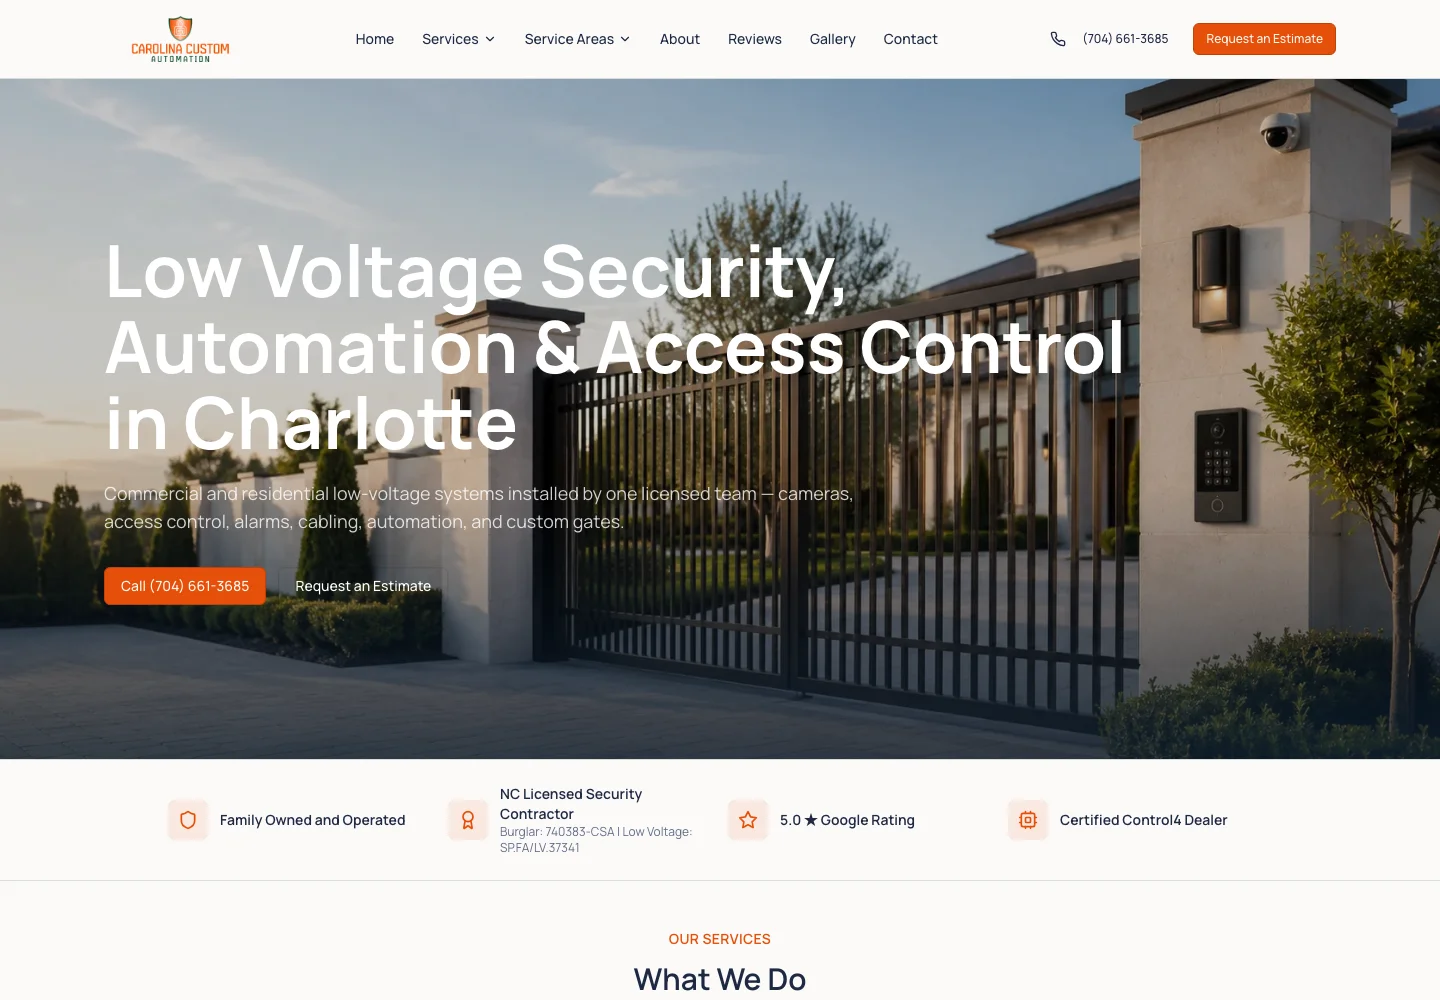 CAROLINA CUSTOM
AUTOMATION
Home
Services
Service Areas
About
Reviews
Gallery
Contact
(704) 661-3685
Request an Estimate
Low Voltage Security,
Automation & Access Control
in Charlotte
Commercial and residential low-voltage systems installed by one licensed team — cameras,
access control, alarms, cabling, automation, and custom gates.
Call (704) 661-3685
Request an Estimate
Family Owned and Operated
NC Licensed Security
Contractor
Burglar: 740383-CSA | Low Voltage:
SP.FA/LV.37341
5.0 ★ Google Rating
Certified Control4 Dealer
OUR SERVICES
What We Do